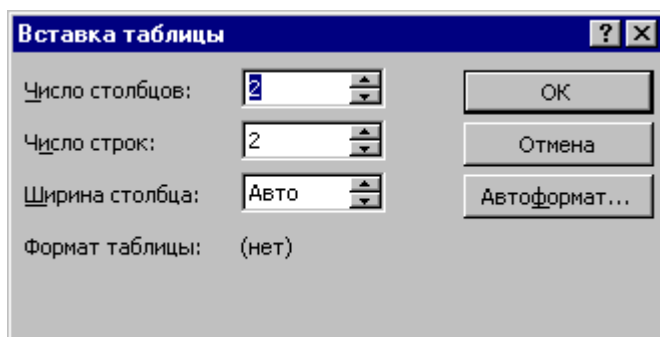 Вставка таблицы
Число столбцов: 2 ОК
Число строк: 2 Отмена
Ширина столбца: Авто Автоформат...
Формат таблицы: (нет)